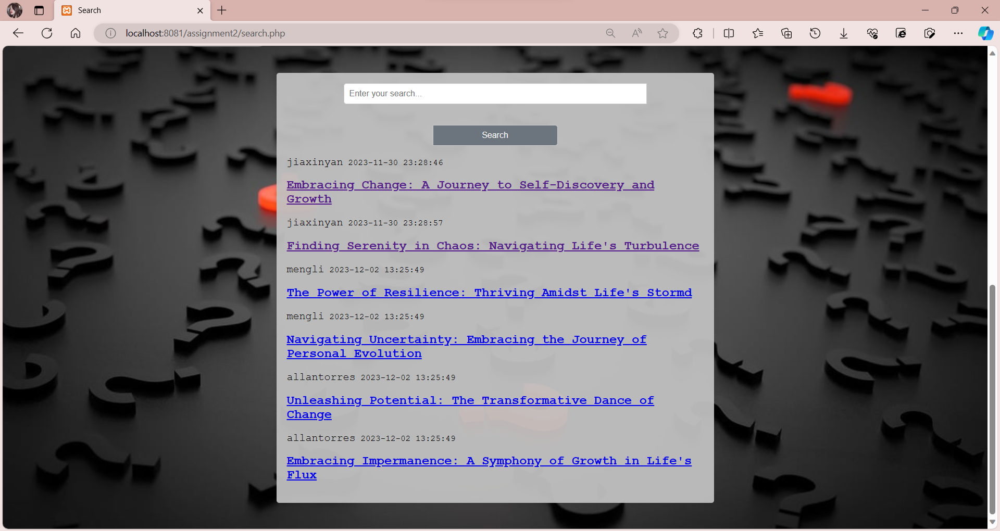 Search
localhost:8081/assignment2/search.php
Enter your search...
Search
jiaxinyan 2023-11-30 23:28:46
Embracing Change: A Journey to Self-Discovery and
Growth
jiaxinyan 2023-11-30 23:28:57
Finding Serenity in Chaos: Navigating Life's Turbulence
mengli 2023-12-02 13:25:49
The Power of Resilience: Thriving Amidst Life's Stormd
mengli 2023-12-02 13:25:49
Navigating Uncertainty: Embracing the Journey of
Personal Evolution
allantorres 2023-12-02 13:25:49
Unleashing Potential: The Transformative Dance of
Change
allantorres 2023-12-02 13:25:49
Embracing Impermanence: A Symphony of Growth in Life's
Flux